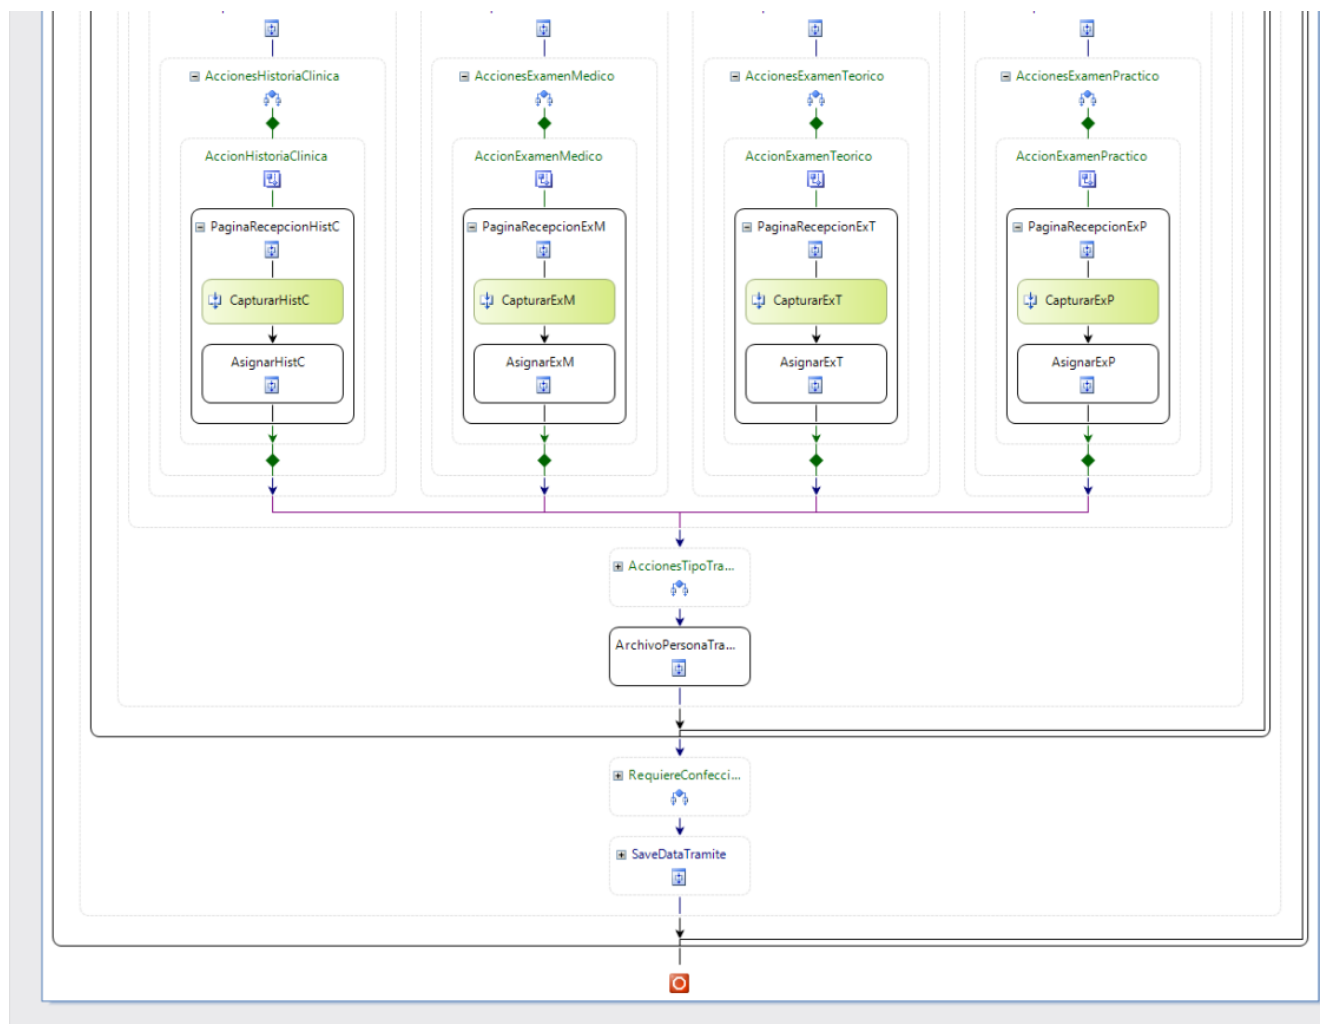 AccionesHistoriaClinica
AccionesExamenMedico
AccionesExamenTeorico
AccionesExamenPractico
AccionHistoriaClinica
AccionExamenMedico
AccionExamenTeorico
AccionExamenPractico
PaginaRecepcionHistC
PaginaRecepcionExM
PaginaRecepcionExT
PaginaRecepcionExP
CapturarHistC
CapturarExM
CapturarExT
CapturarExP
AsignarHistC
AsignarExM
AsignarExT
AsignarExP
AccionesTipoTra...
ArchivoPersonaTra...
RequiereConfecci...
SaveDataTramite